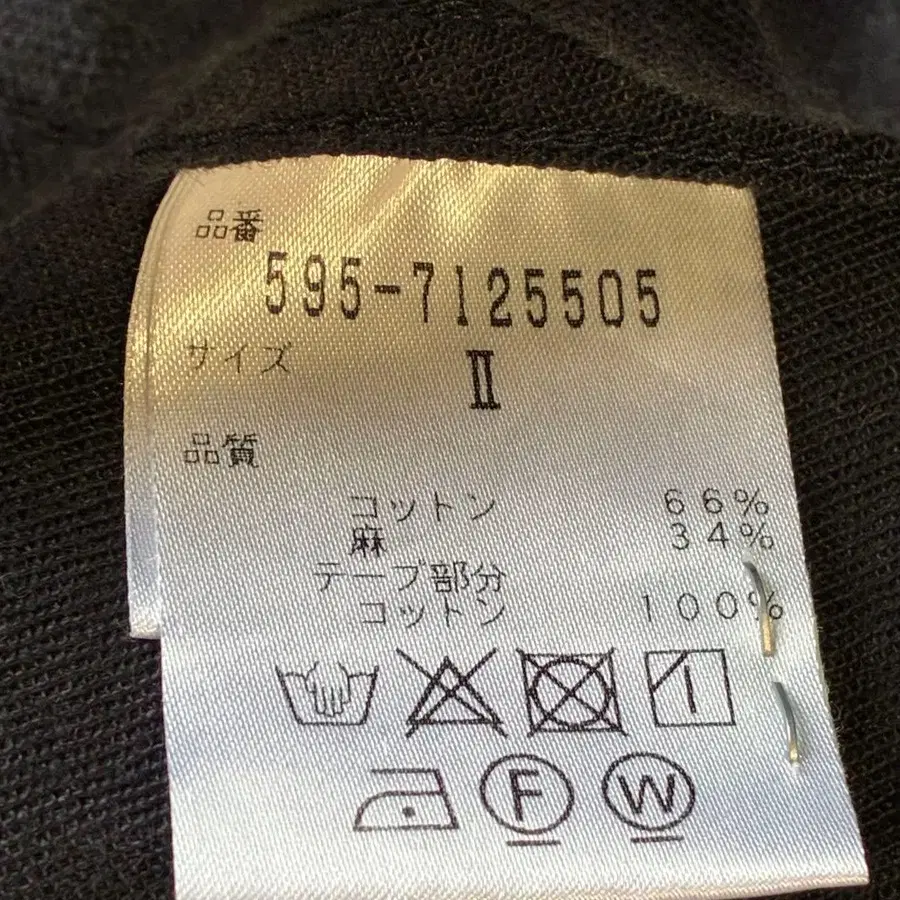 品番
595-7125505
サイズ
Ⅱ
品質
コットン 66%
麻 34%
テープ部分
コットン 100%
F W